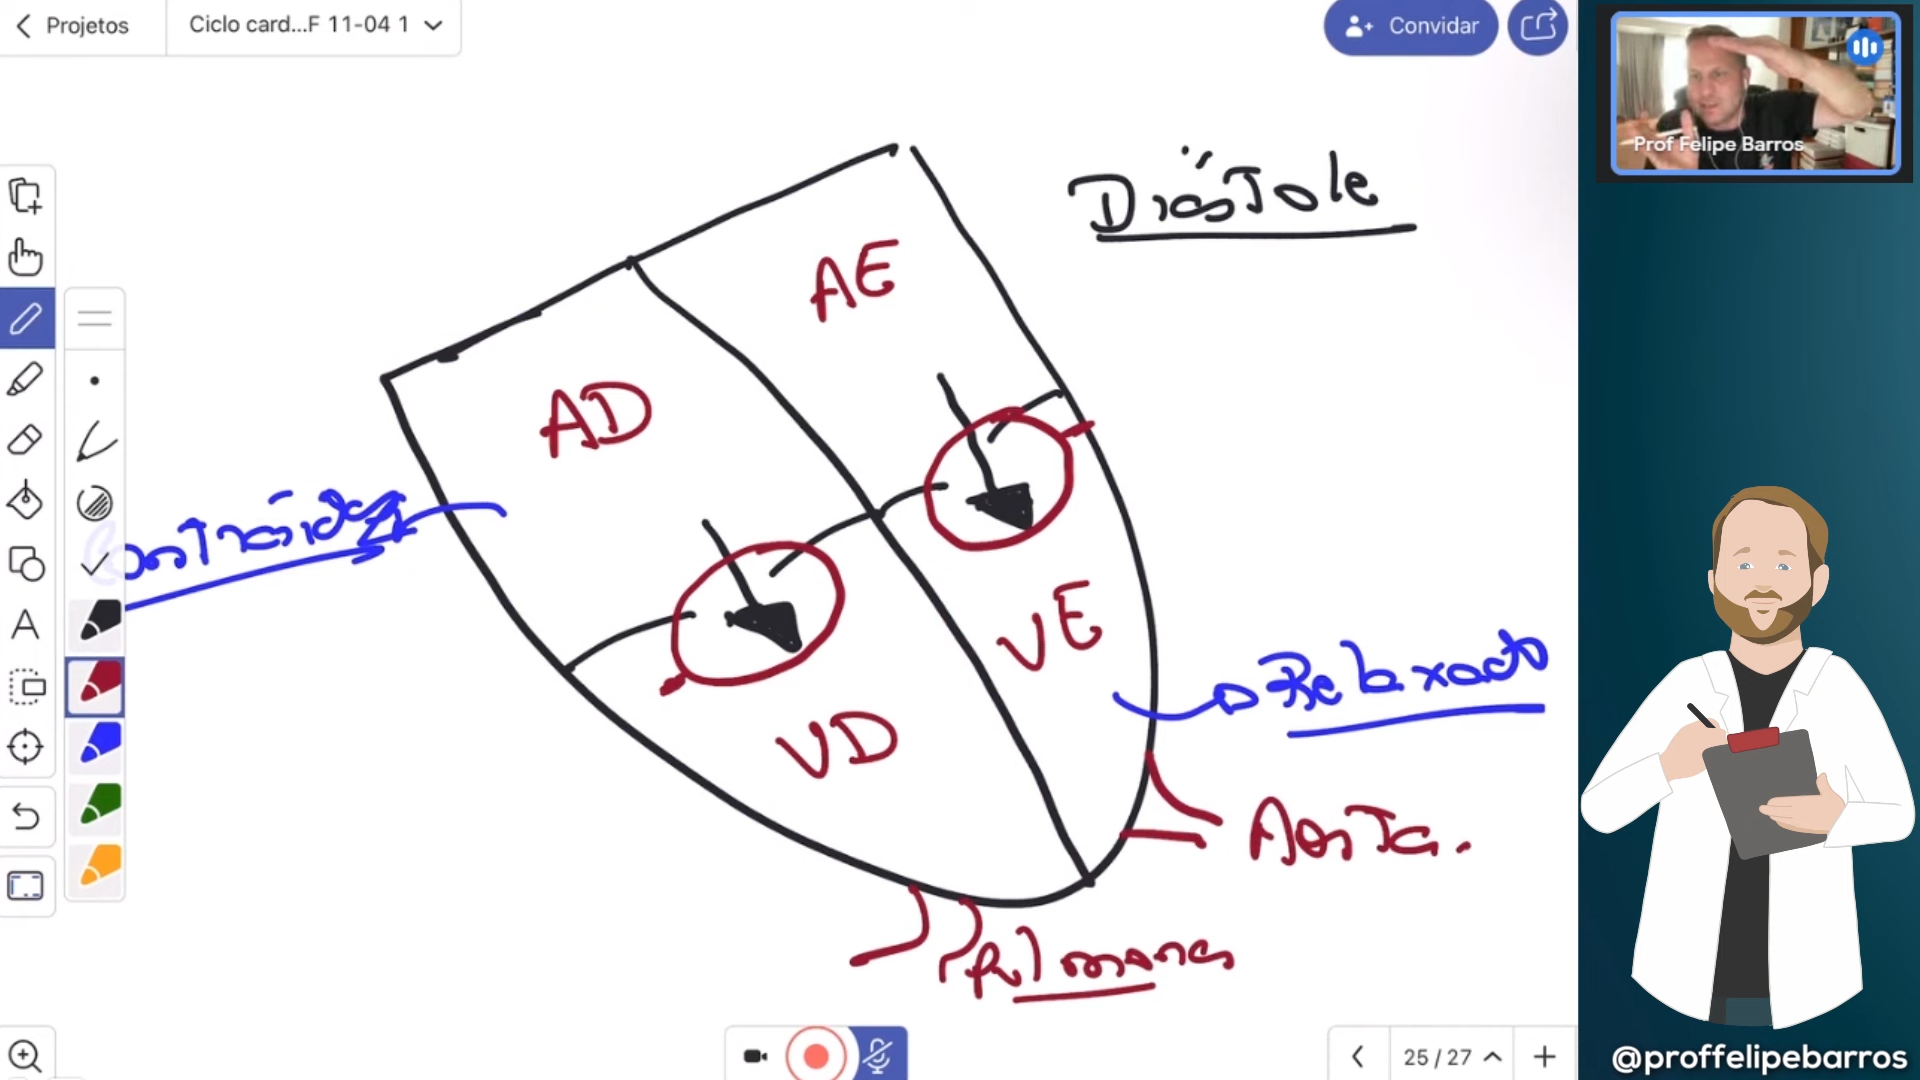 Projetos
Ciclo card...F 11-04 1
Convidar
Prof Felipe Barros
Diástole
AE
AD
VE
VD
Relaxado
Aorta.
Pulmonar
A
25 / 27
@proffelipebarros